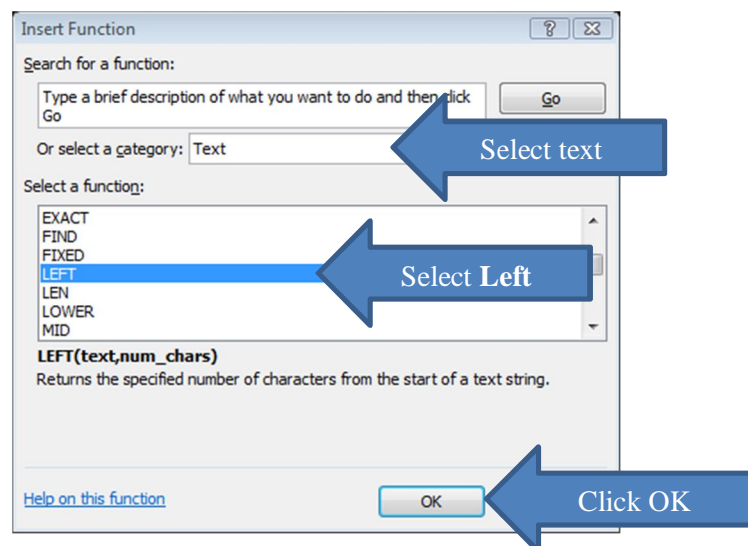 Insert Function
Search for a function:
Type a brief description of what you want to do and then click
Go
Go
Or select a category: Text
Select text
Select a function:
EXACT
FIND
FIXED
LEFT
Select Left
LEN
LOWER
MID
LEFT(text,num_chars)
Returns the specified number of characters from the start of a text string.
Help on this function
OK
Click OK